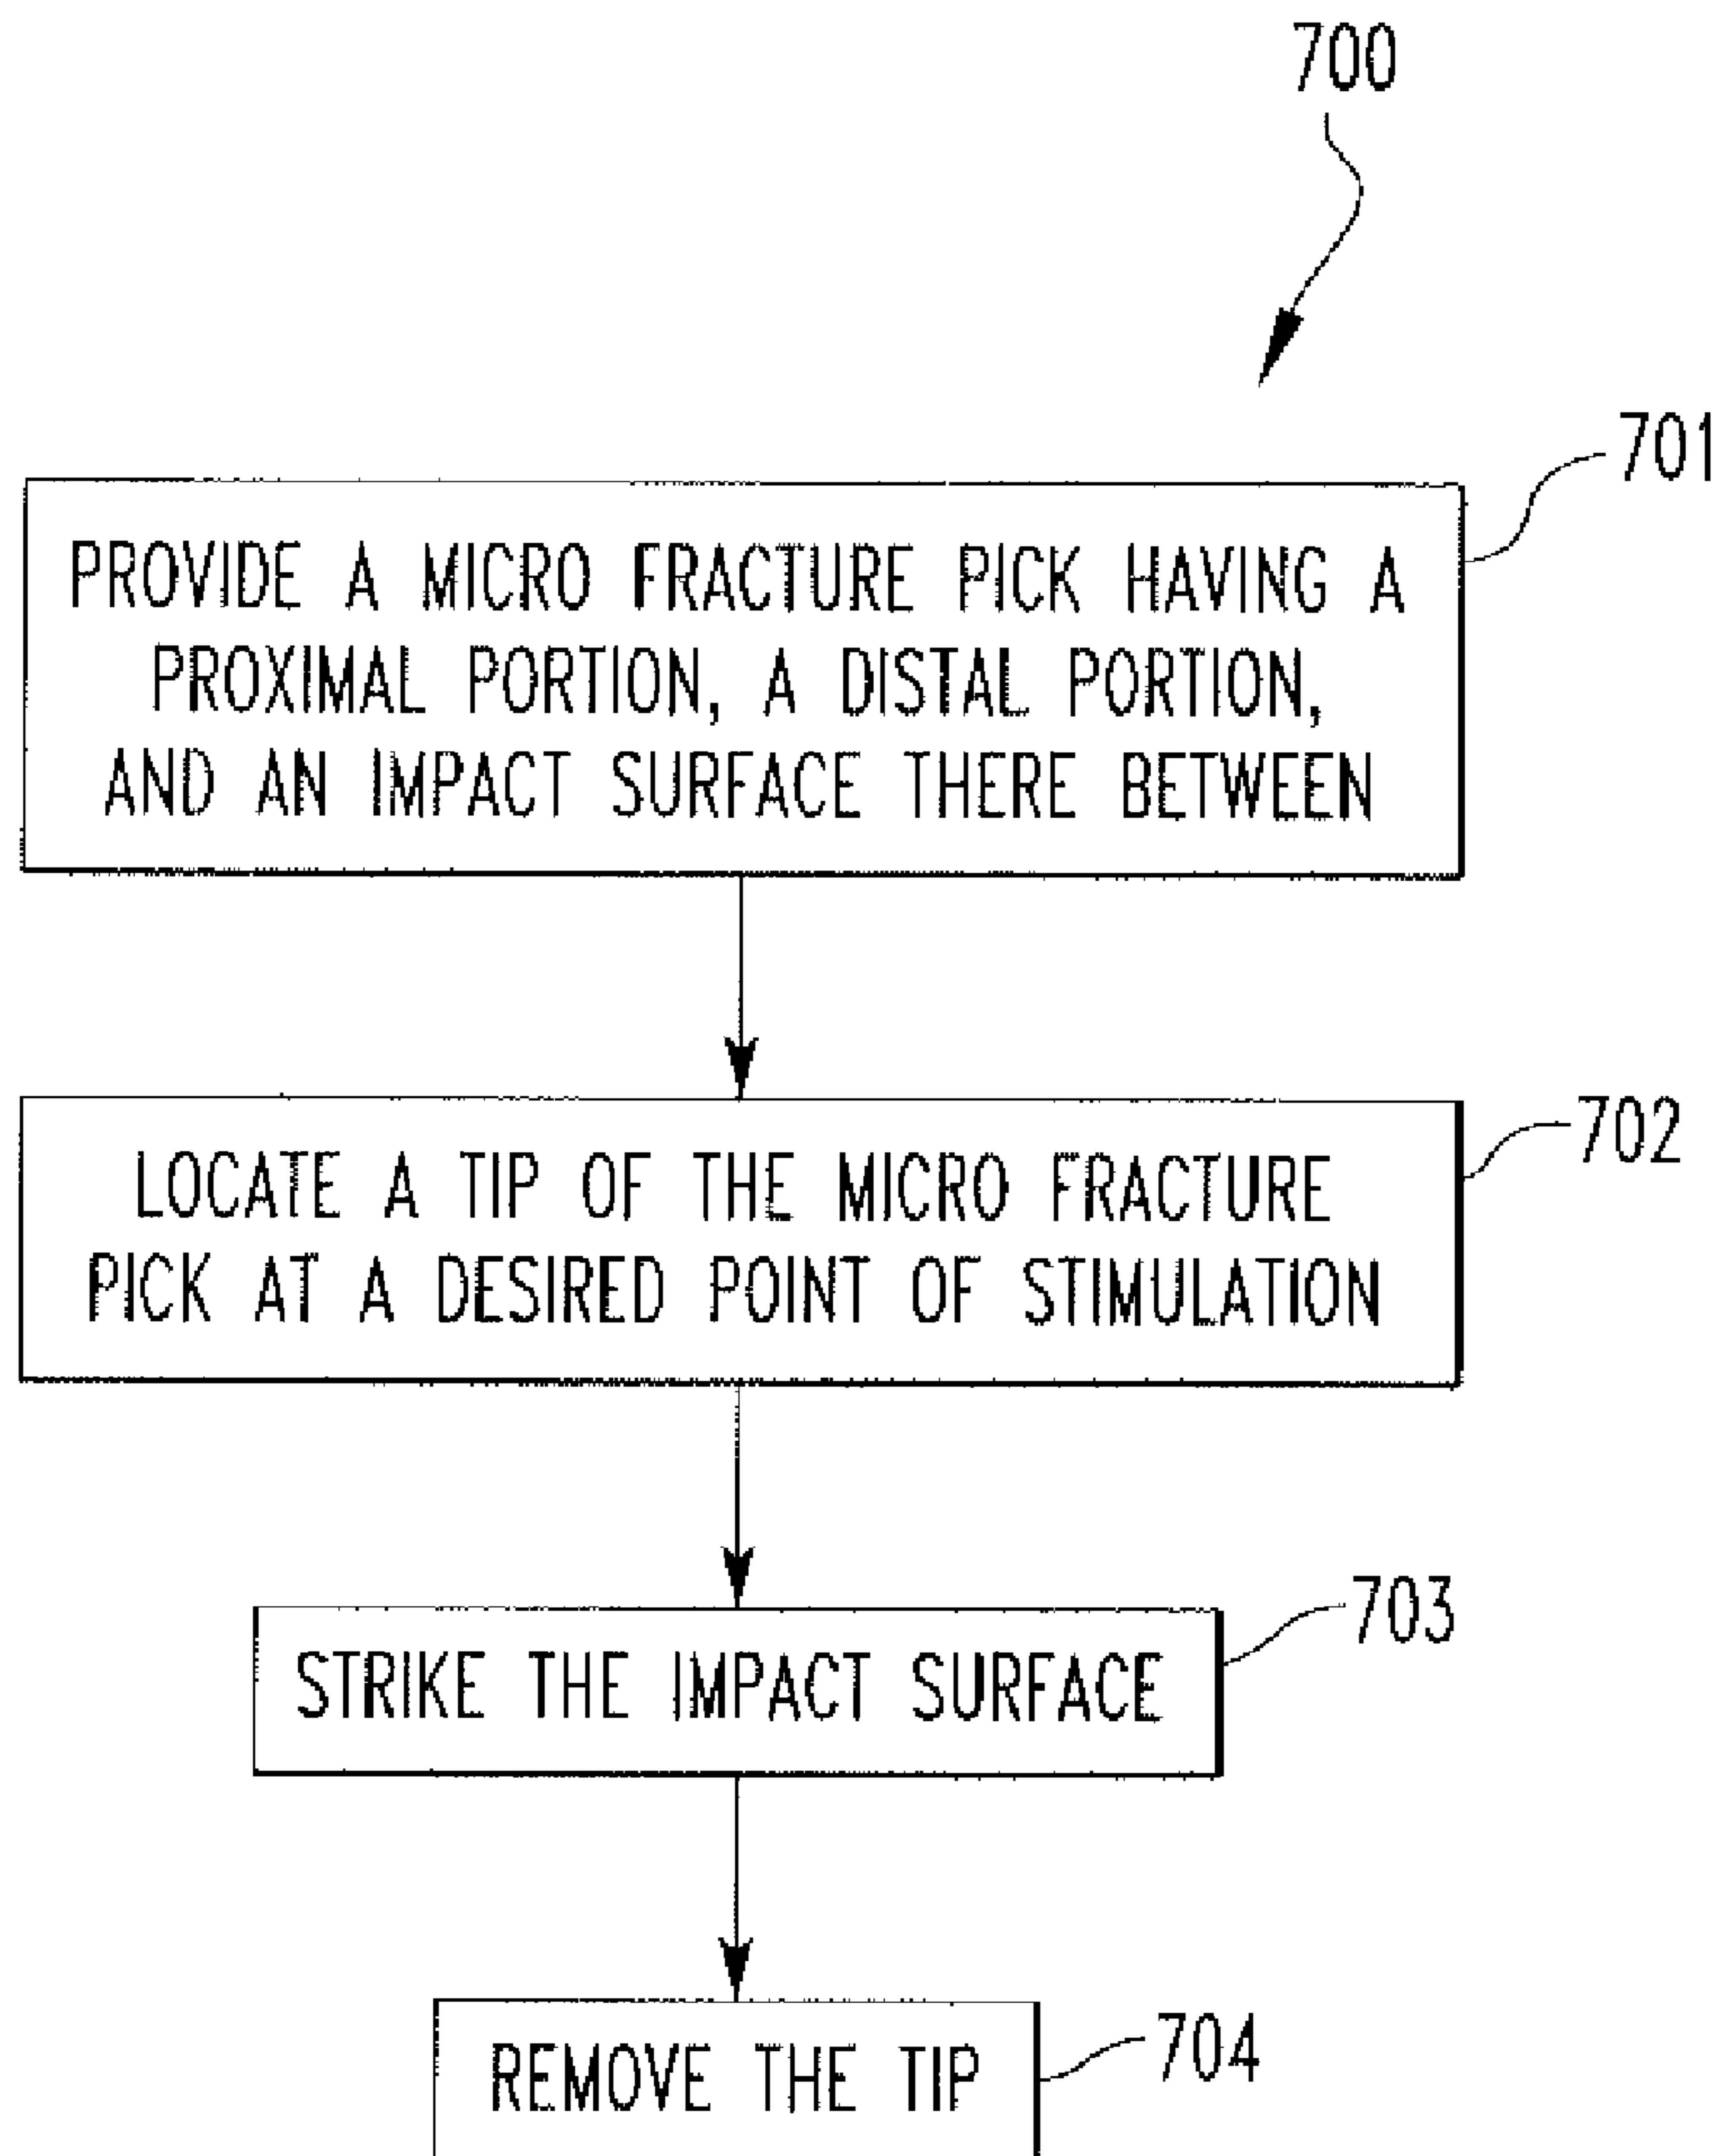 700
701
PROVIDE A MICRO FRACTURE PICK HAVING A
PROXIMAL PORTION, A DISTAL PORTION,
AND AN IMPACT SURFACE THERE BETWEEN
702
LOCATE A TIP OF THE MICRO FRACTURE
PICK AT A DESIRED POINT OF STIMULATION
703
STRIKE THE IMPACT SURFACE
704
REMOVE THE TIP